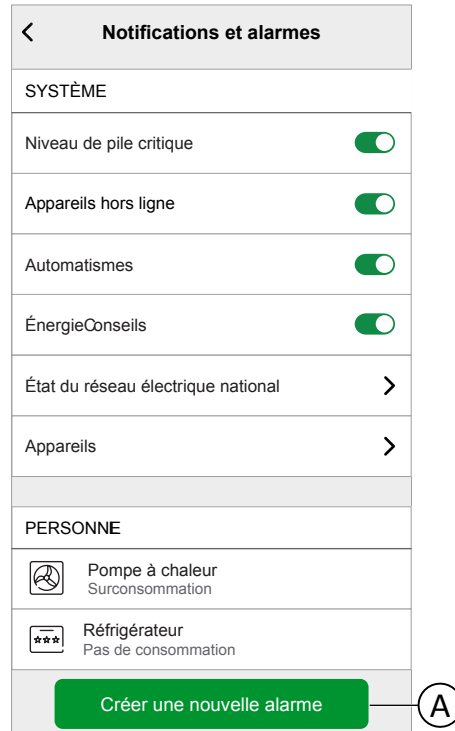 Notifications et alarmes
SYSTÈME
Niveau de pile critique
Appareils hors ligne
Automatismes
ÉnergieConseils
État du réseau électrique national
Appareils
PERSONNE
Pompe à chaleur
Surconsommation
Réfrigérateur
Pas de consommation
Créer une nouvelle alarme
A